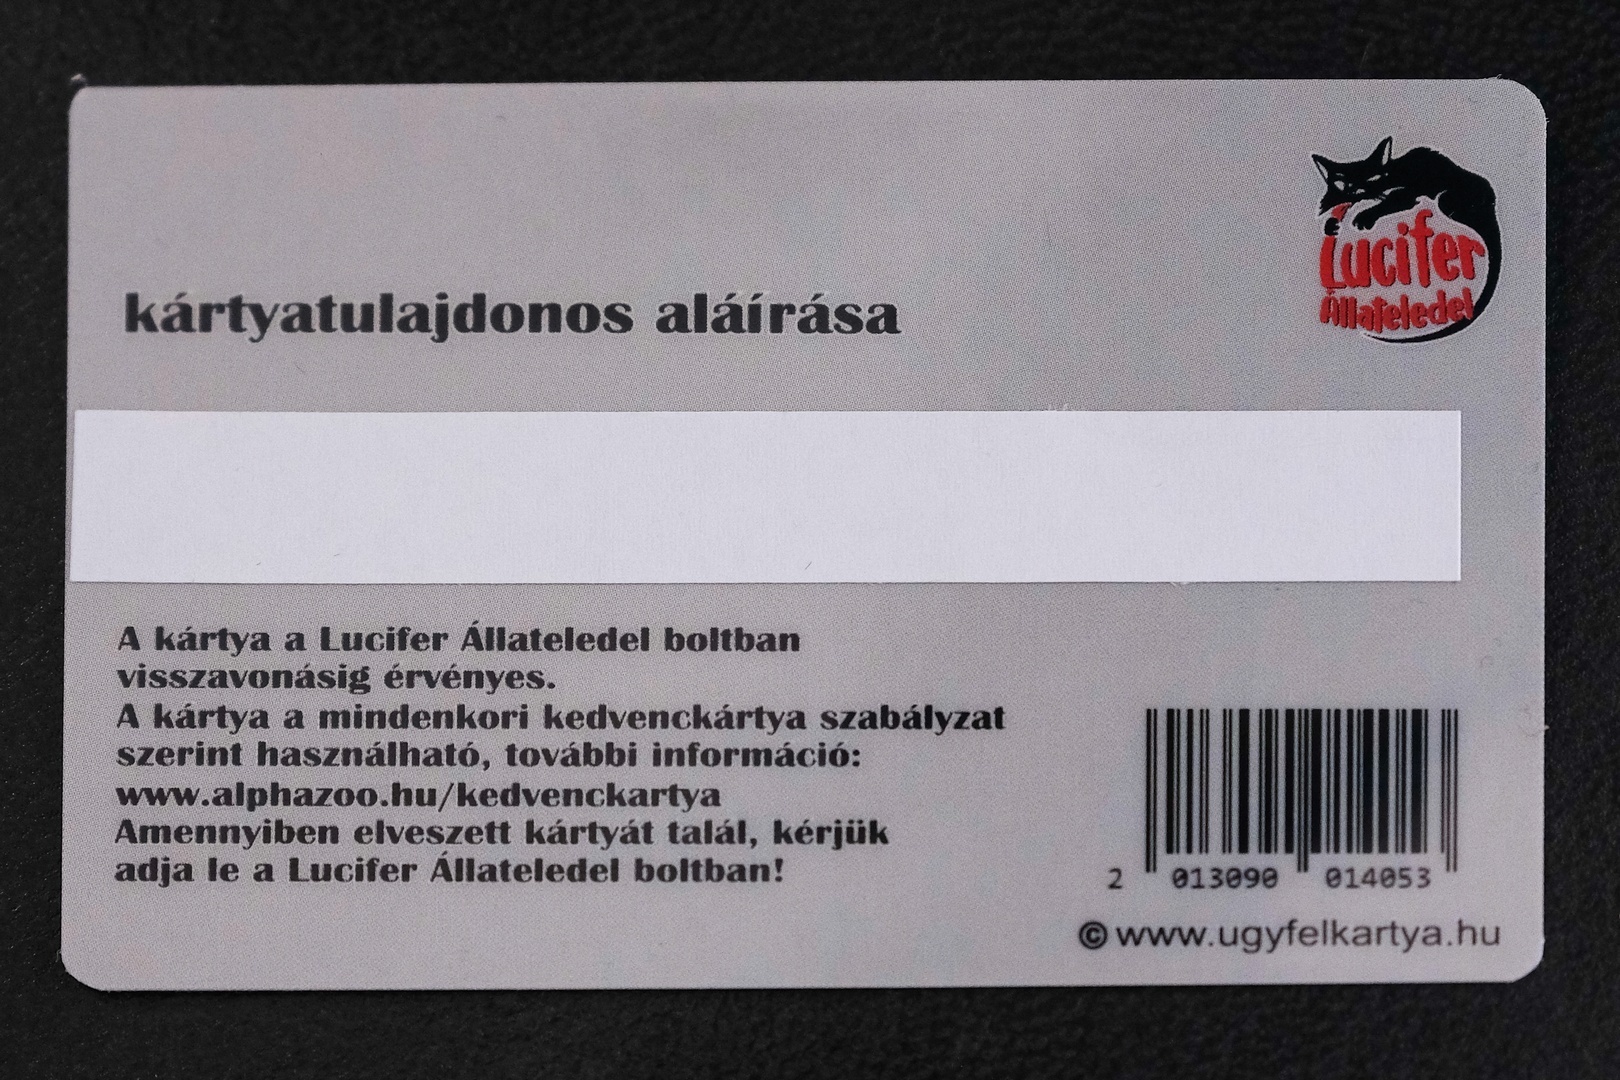 Lucifer
Állateledel
kártyatulajdonos aláírása
A kártya a Lucifer Állateledel boltban
visszavonásig érvényes.
A kártya a mindenkori kedvenckártya szabályzat
szerint használható, további információ:
www.alphazoo.hu/kedvenckartya
Amennyiben elveszett kártyát talál, kérjük
adja le a Lucifer Állateledel boltban!
2 013090 014053
©www.ugyfelkartya.hu